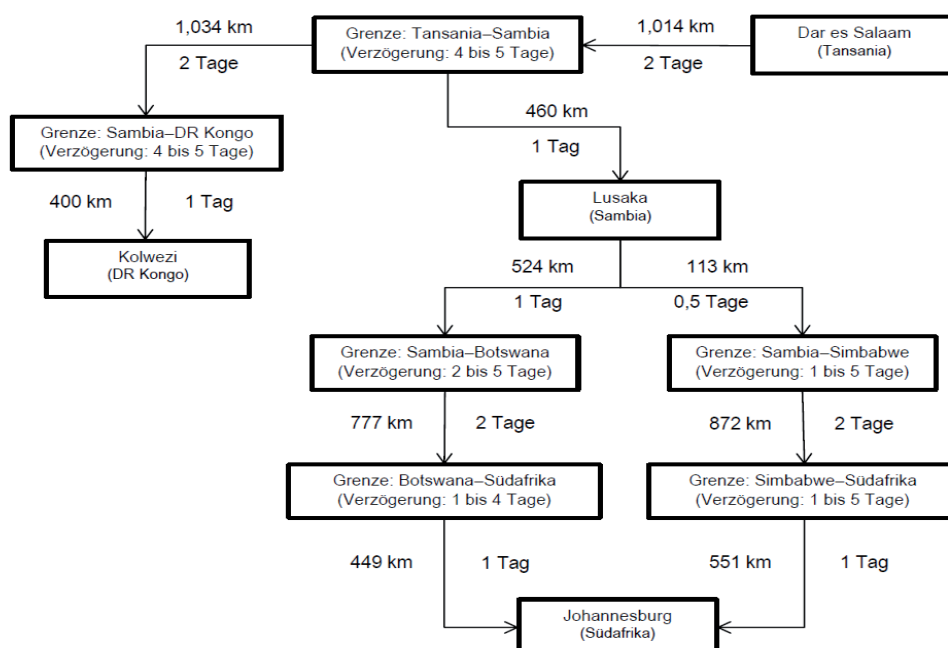 1,034 km
2 Tage
Grenze: Tansania–Sambia
(Verzögerung: 4 bis 5 Tage)
1,014 km
2 Tage
Dar es Salaam
(Tansania)
Grenze: Sambia–DR Kongo
(Verzögerung: 4 bis 5 Tage)
460 km
1 Tag
400 km
1 Tag
Kolwezi
(DR Kongo)
Lusaka
(Sambia)
524 km
1 Tag
113 km
0,5 Tage
Grenze: Sambia–Botswana
(Verzögerung: 2 bis 5 Tage)
Grenze: Sambia–Simbabwe
(Verzögerung: 1 bis 5 Tage)
777 km
2 Tage
872 km
2 Tage
Grenze: Botswana–Südafrika
(Verzögerung: 1 bis 4 Tage)
Grenze: Simbabwe–Südafrika
(Verzögerung: 1 bis 5 Tage)
449 km
1 Tag
551 km
1 Tag
Johannesburg
(Südafrika)